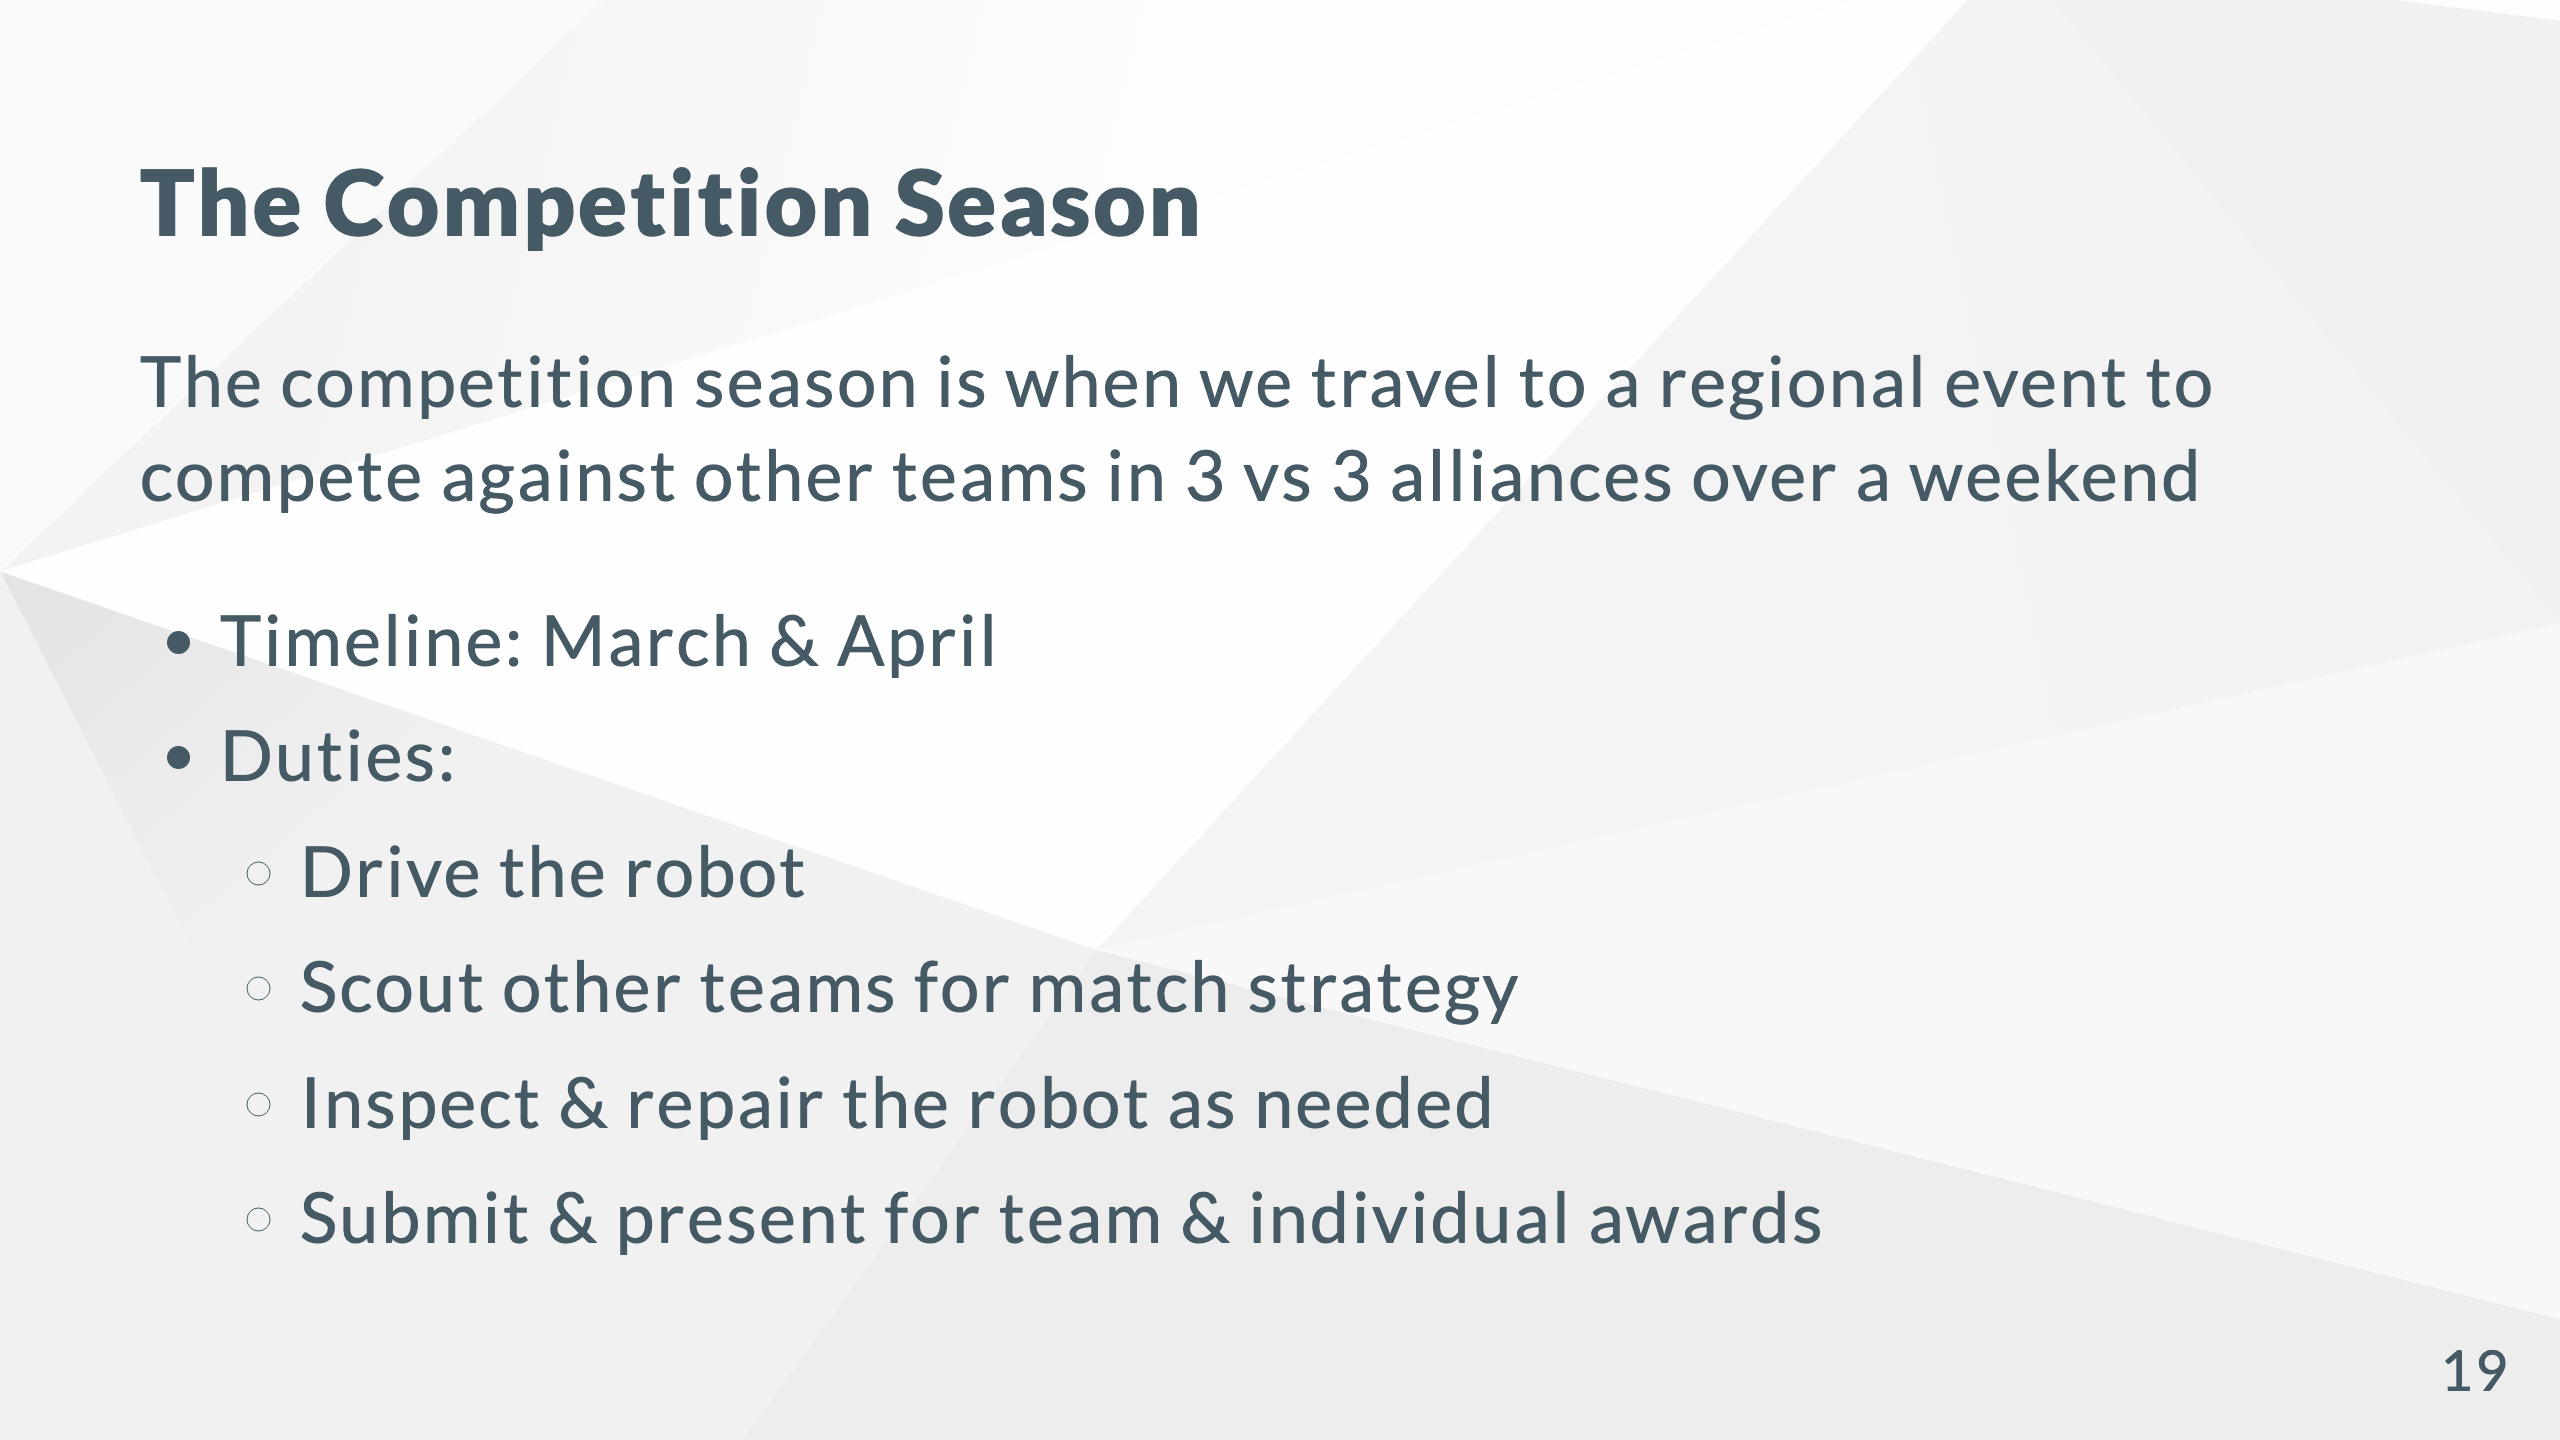 The Competition Season
The competition season is when we travel to a regional event to
compete against other teams in 3 vs 3 alliances over a weekend
• Timeline: March & April
• Duties:
○ Drive the robot
○ Scout other teams for match strategy
○ Inspect & repair the robot as needed
○ Submit & present for team & individual awards
19